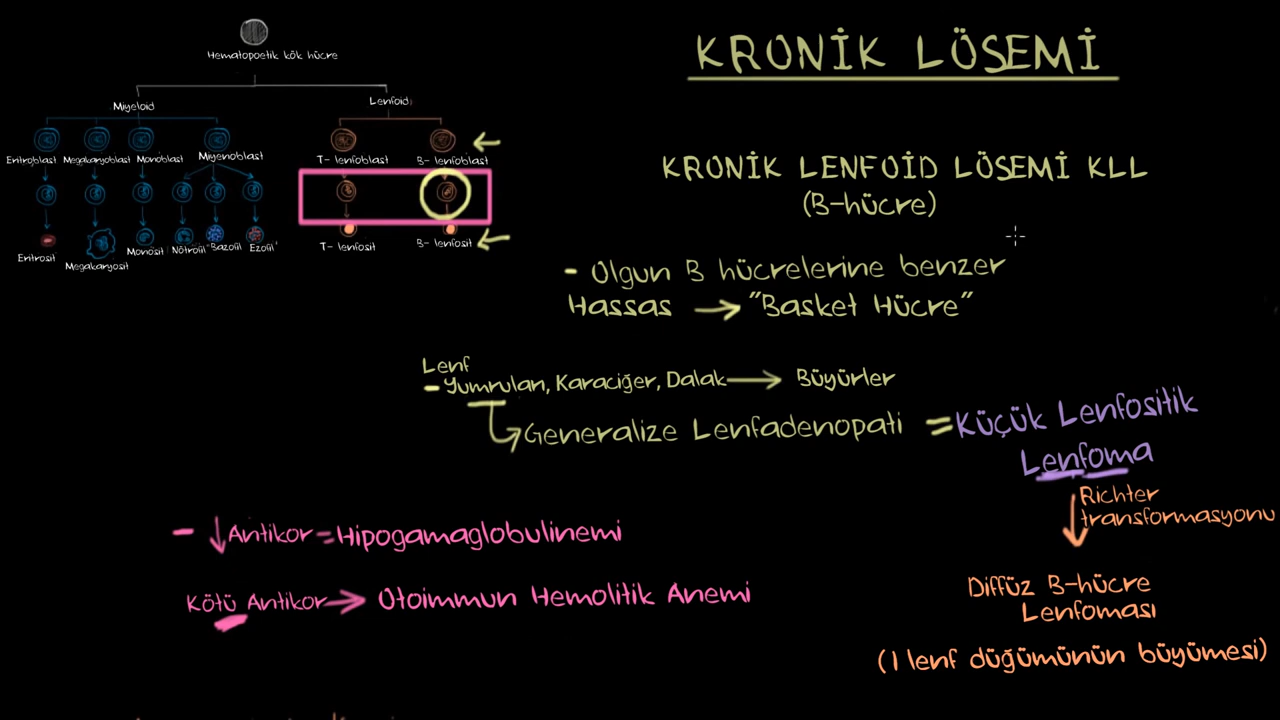 Hematopoetik kök hücre
Miyeloid
Lenfoid
Eritroblast
Megakaryoblast
Monoblast
Miyenoblast
T- lenfoblast
B- lenfoblast
Eritrosit
Megakaryosit
Monosit
Nötrofil
Bazofil
Ezofil
T- lenfosit
B- lenfosit
KRONİK LÖSEMİ
KRONİK LENFOİD LÖSEMİ KLL
(B-hücre)
- Olgun B hücrelerine benzer
Hassas → "Basket Hücre"
Lenf
- Yumruları, Karaciğer, Dalak → Büyürler
Generalize Lenfadenopati = Küçük Lenfositik
Lenfoma
Richter
transformasyonu
Diffüz B-hücre
Lenfoması
(1 lenf düğümünün büyümesi)
- ↓ Antikor = Hipogamaglobulinemi
Kötü Antikor → Otoimmun Hemolitik Anemi